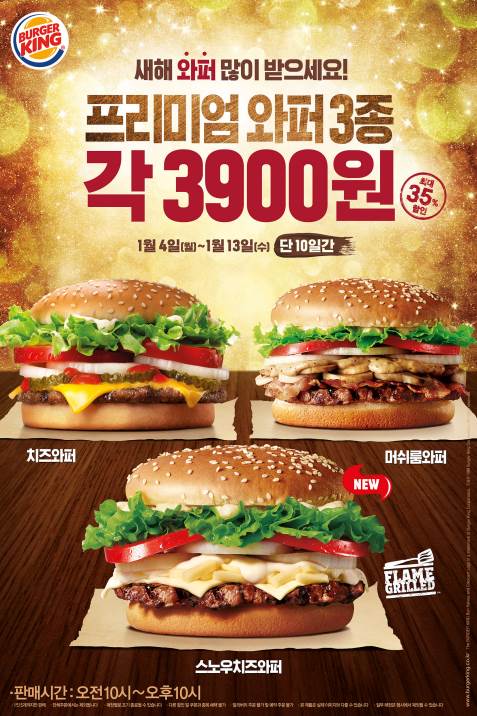 BURGER
KING
새해 와퍼 많이 받으세요!
프리미엄 와퍼 3종
각 3900원
최대
35%
할인
1월 4일(월)~1월 13일(수) 단 10일간
치즈와퍼
머쉬룸와퍼
NEW
FLAME
GRILLED
스노우치즈와퍼
·판매시간 : 오전10시~오후10시
www.burgerking.co.kr